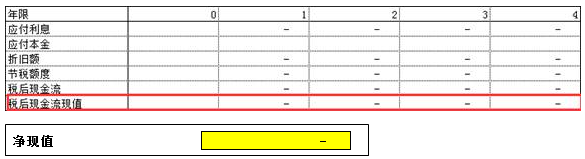 年限 0 1 2 3 4
应付利息 - - - -
应付本金
折旧额 - - - -
节税额度 - - - -
税后现金流 - - - -
税后现金流现值 - - - -
净现值 -